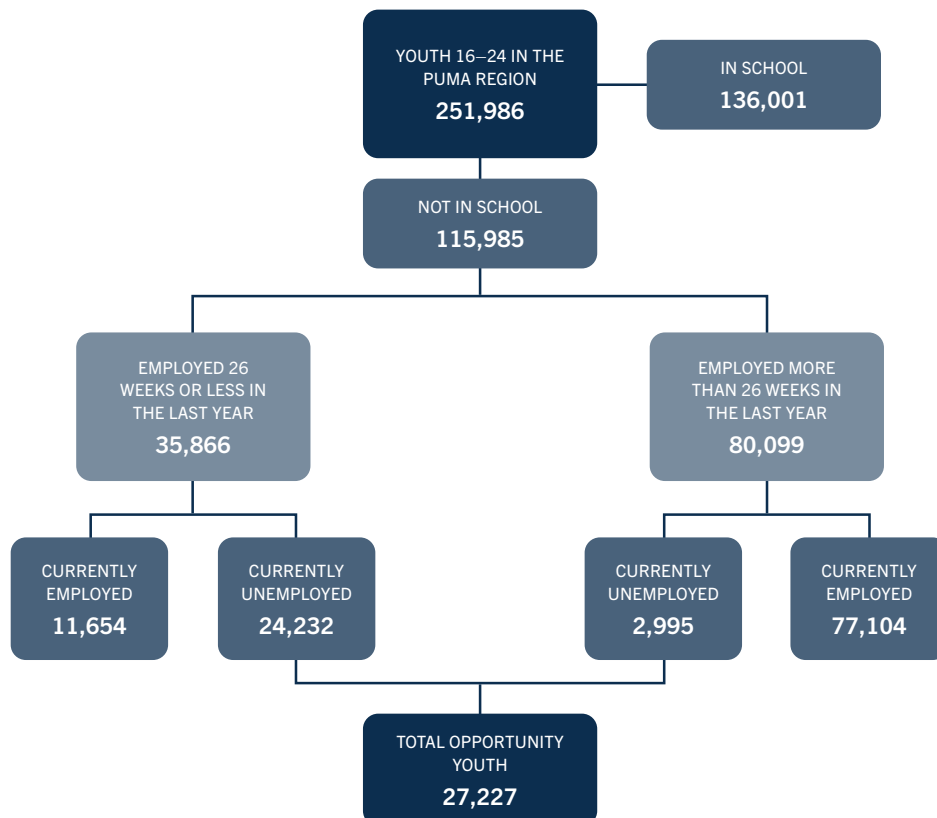 YOUTH 16–24 IN THE
PUMA REGION
251,986
IN SCHOOL
136,001
NOT IN SCHOOL
115,985
EMPLOYED 26
WEEKS OR LESS IN
THE LAST YEAR
35,866
EMPLOYED MORE
THAN 26 WEEKS IN
THE LAST YEAR
80,099
CURRENTLY
EMPLOYED
11,654
CURRENTLY
UNEMPLOYED
24,232
CURRENTLY
UNEMPLOYED
2,995
CURRENTLY
EMPLOYED
77,104
TOTAL OPPORTUNITY
YOUTH
27,227